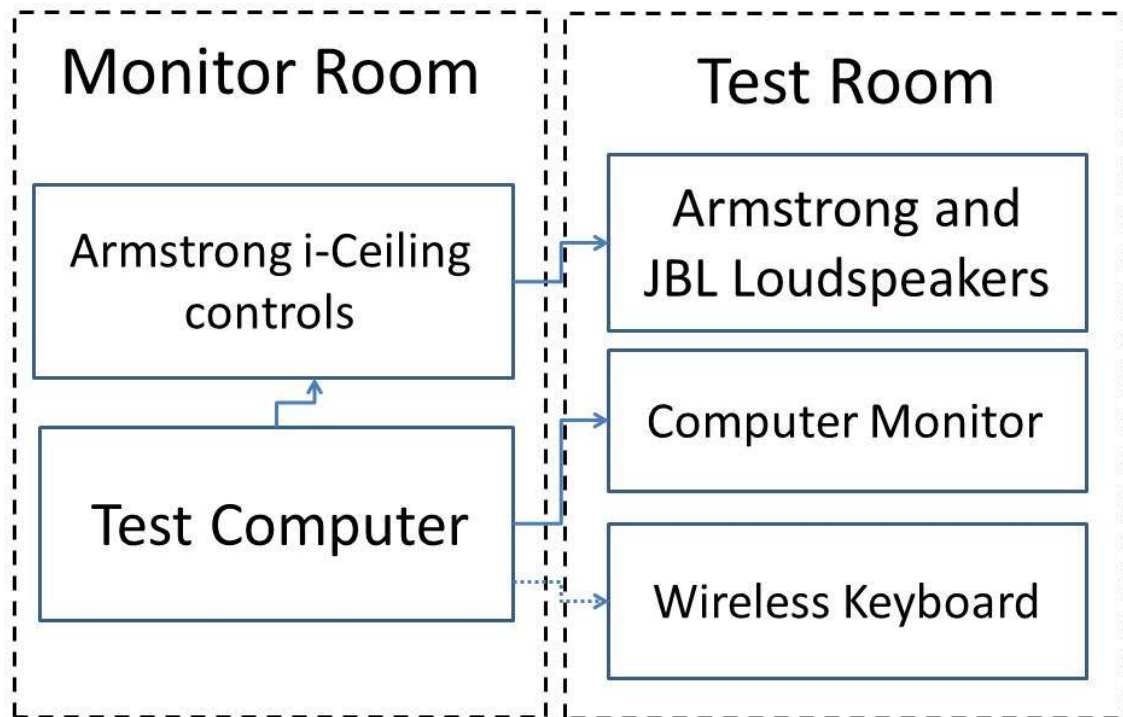 Monitor Room
Armstrong i-Ceiling
controls
Test Computer
Test Room
Armstrong and
JBL Loudspeakers
Computer Monitor
Wireless Keyboard